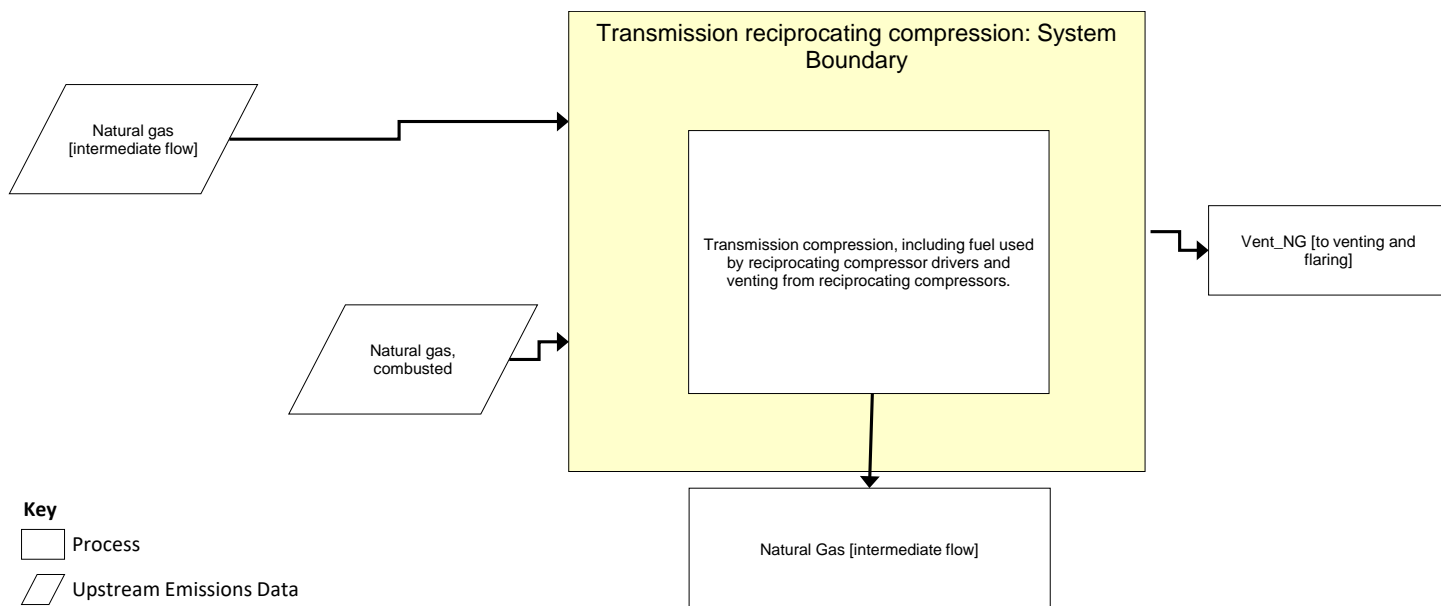 Transmission reciprocating compression: System
Boundary
Natural gas
[intermediate flow]
Transmission compression, including fuel used
by reciprocating compressor drivers and
venting from reciprocating compressors.
Vent_NG [to venting and
flaring]
Natural gas,
combusted
Natural Gas [intermediate flow]
Key
Process
Upstream Emissions Data